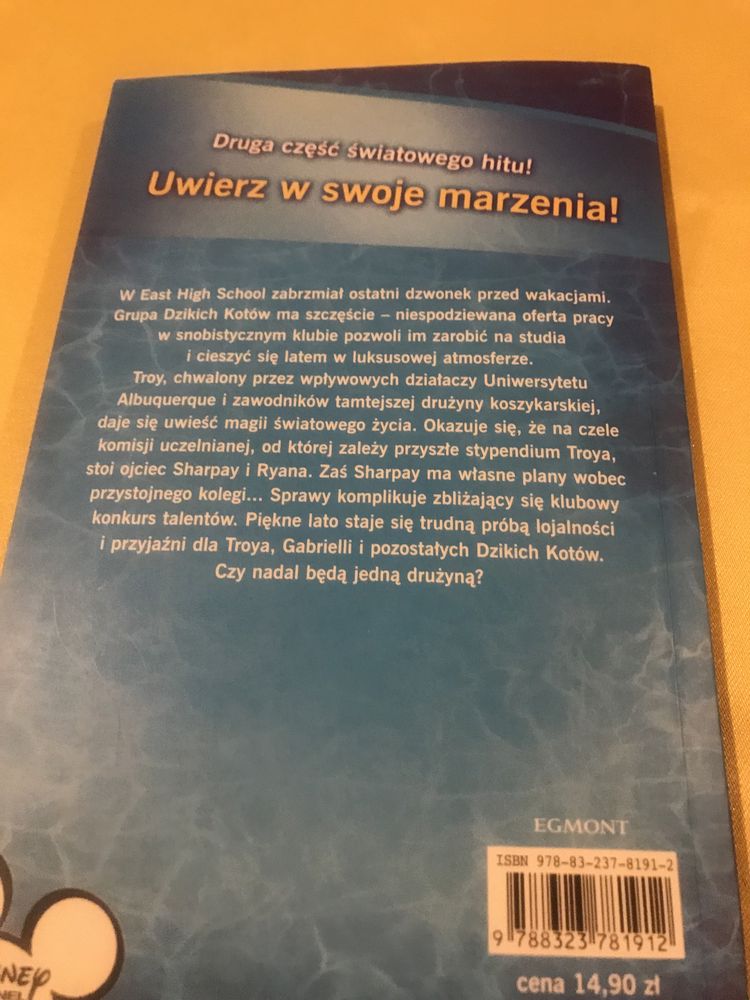 Druga część światowego hitu!
Uwierz w swoje marzenia!
W East High School zabrzmiał ostatni dzwonek przed wakacjami.
Grupa Dzikich Kotów ma szczęście – niespodziewana oferta pracy
w snobistycznym klubie pozwoli im zarobić na studia
i cieszyć się latem w luksusowej atmosferze.
Troy, chwalony przez wpływowych działaczy Uniwersytetu
Albuquerque i zawodników tamtejszej drużyny koszykarskiej,
daje się uwieść magii światowego życia. Okazuje się, że na czele
komisji uczelnianej, od której zależy przyszłe stypendium Troya,
stoi ojciec Sharpay i Ryana. Zaś Sharpay ma własne plany wobec
przystojnego kolegi... Sprawy komplikuje zbliżający się klubowy
konkurs talentów. Piękne lato staje się trudną próbą lojalności
i przyjaźni dla Troya, Gabrielli i pozostałych Dzikich Kotów.
Czy nadal będą jedną drużyną?
EGMONT
ISBN 978-83-237-8191-2
9 788323 781912
cena 14,90 zł